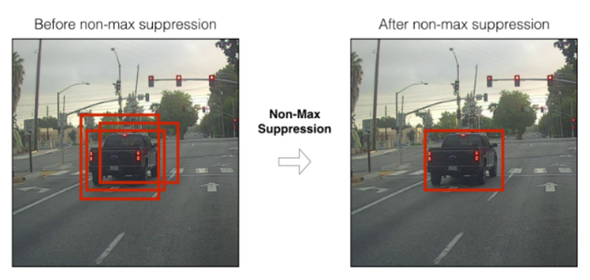 Before non-max suppression
After non-max suppression
Non-Max
Suppression